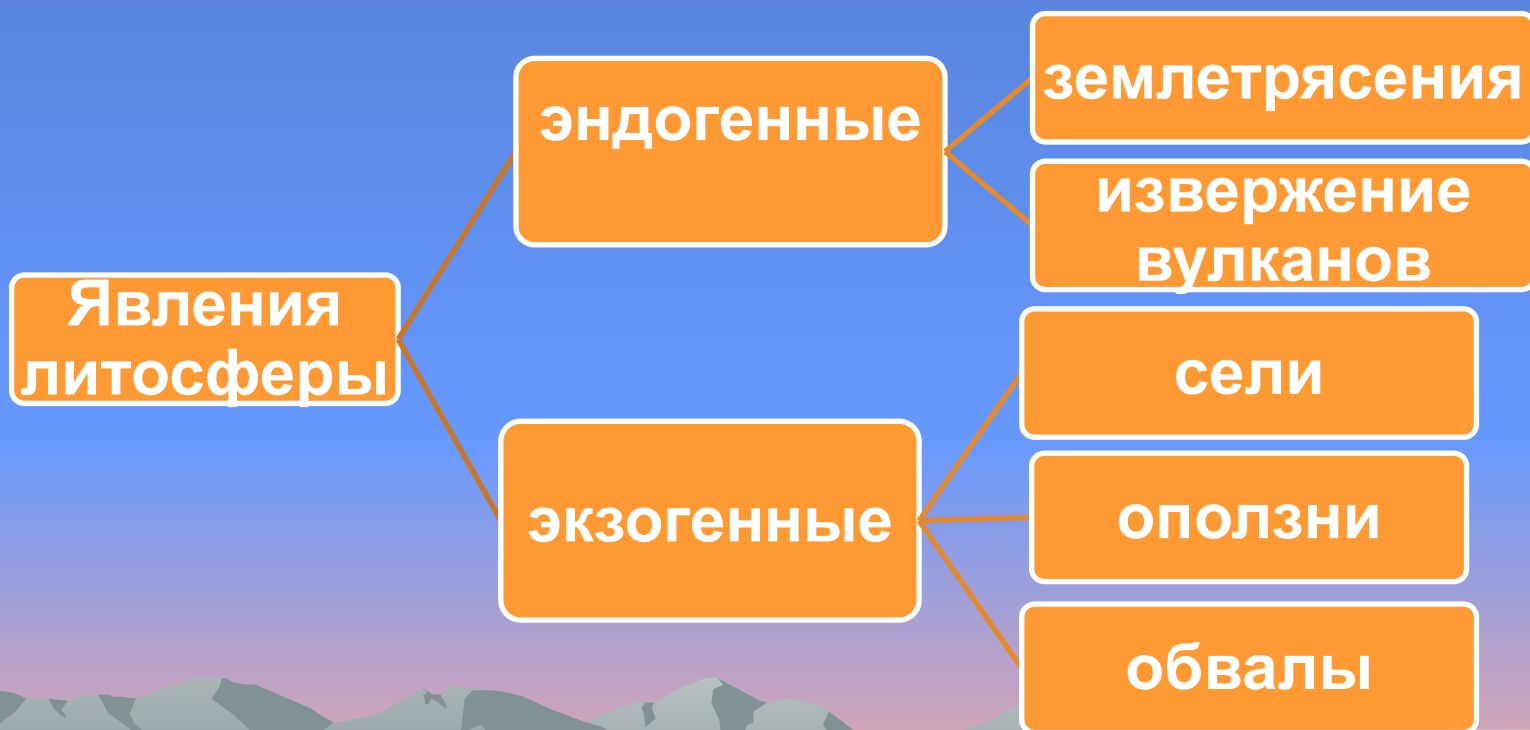 Явления
литосферы
эндогенные
землетрясения
извержение
вулканов
экзогенные
сели
оползни
обвалы